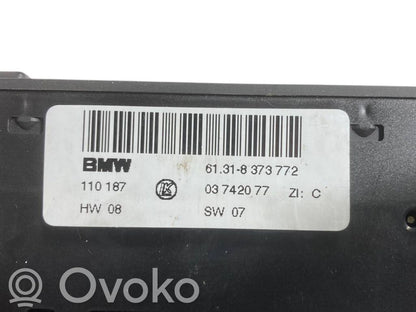 BMW 61.31-8 373 772
110 187 K 03 7420 77 ZI: C
HW 08 SW 07
Ovoko